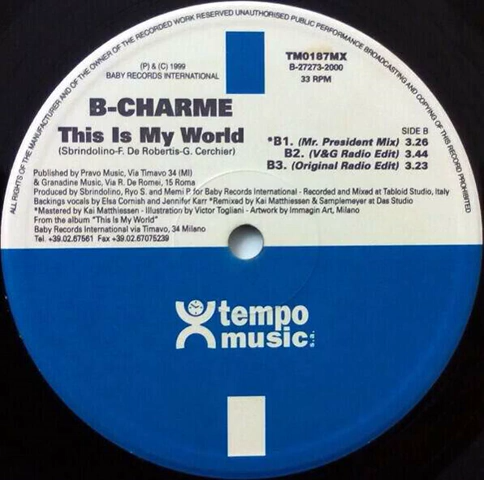 ALL RIGHTS OF THE MANUFACTURER AND OF THE OWNER OF THE RECORDED WORK RESERVED UNAUTHORISED PUBLIC PERFORMANCE BROADCASTING AND COPYING OF THIS RECORD PROHIBITED
(P) & (C) 1999
BABY RECORDS INTERNATIONAL
TM0187MX
B-27273-2000
33 RPM
B-CHARME
This Is My World
(Sbrindolino-F. De Robertis-G. Cerchier)
SIDE B
*B1. (Mr. President Mix) 3.26
B2. (V&G Radio Edit) 3.44
B3. (Original Radio Edit) 3.23
Published by Pravo Music, Via Timavo 34 (MI)
& Granadine Music, Via R. De Romei, 15 Roma
Produced by Sbrindolino, Ryo S. and Memi P. for Baby Records International - Recorded and Mixed at Tabloid Studio, Italy
Backings vocals by Elsa Cornish and Jennifer Karr *Remixed by Kai Matthiessen & Samplemeyer at Das Studio
*Mastered by Kai Matthiessen - Illustration by Victor Togliani - Artwork by Immagin Art, Milano
From the album "This Is My World"
Baby Records International via Timavo, 34 Milano
Tel. +39.02.67561 Fax +39.02.67075239
tempo
music s.a.